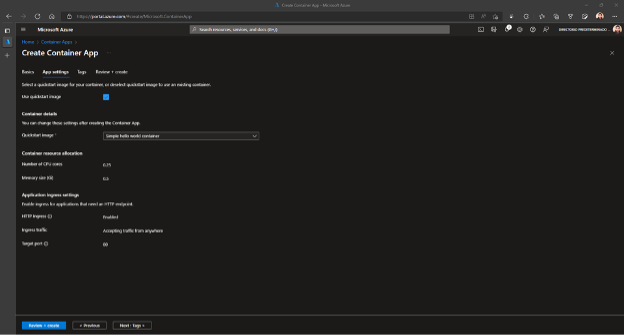 Create Container App - Microsoft Azure
https://portal.azure.com/#create/Microsoft.ContainerApp
Microsoft Azure
Search resources, services, and docs (G+/)
DIRECTORIO PREDETERMINADO
Home > Container Apps >
Create Container App
Basics App settings Tags Review + create
Select a quickstart image for your container, or deselect quickstart image to use an existing container.
Use quickstart image
Container details
You can change these settings after creating the Container App.
Quickstart image *
Simple hello world container
Container resource allocation
Number of CPU cores 0.25
Memory size (Gi) 0.5
Application ingress settings
Enable ingress for applications that need an HTTP endpoint.
HTTP Ingress Enabled
Ingress traffic Accepting traffic from anywhere
Target port 80
Review + create < Previous Next : Tags >